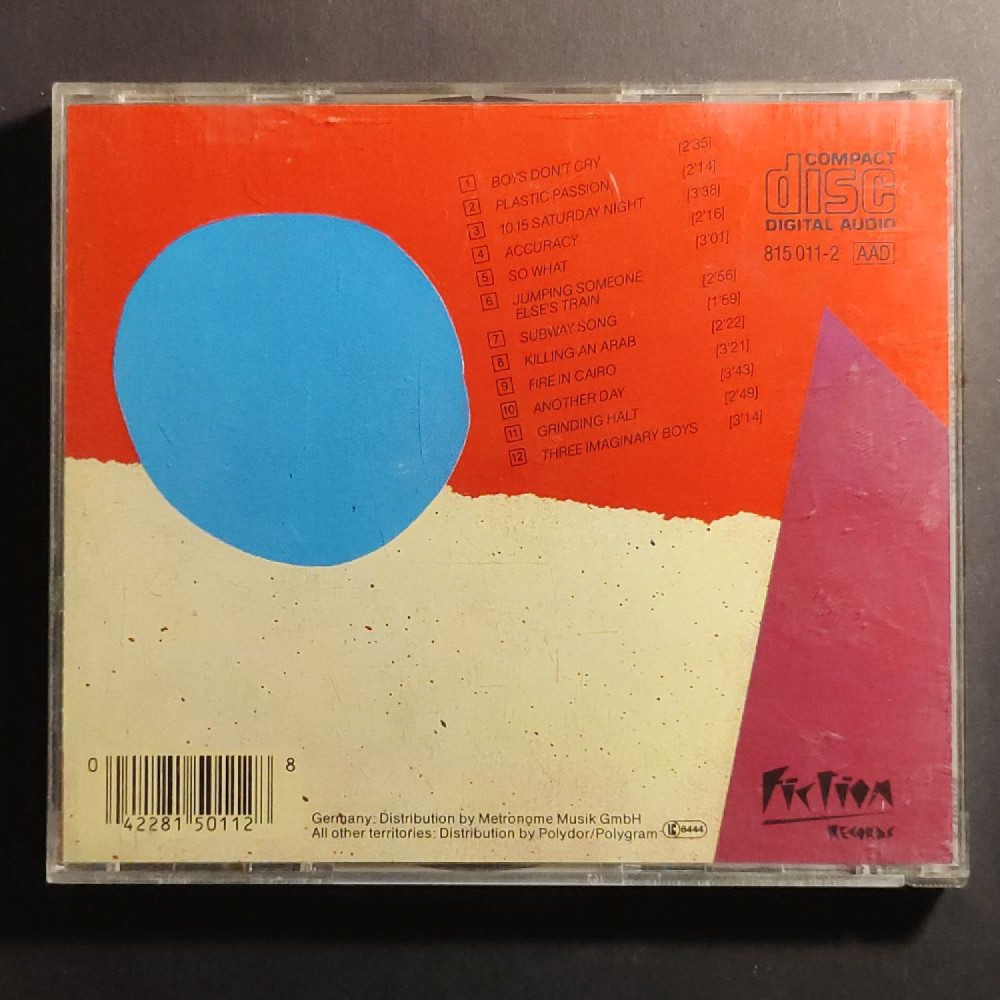 1 BOYS DON'T CRY [2'35]
2 PLASTIC PASSION [2'14]
3 10.15 SATURDAY NIGHT [3'38]
4 ACCURACY [2'16]
5 SO WHAT [3'01]
6 JUMPING SOMEONE
ELSE'S TRAIN [2'56]
7 SUBWAY SONG [1'59]
8 KILLING AN ARAB [2'22]
9 FIRE IN CAIRO [3'21]
10 ANOTHER DAY [3'43]
11 GRINDING HALT [2'49]
12 THREE IMAGINARY BOYS [3'14]
COMPACT
disc
DIGITAL AUDIO
815 011-2 AAD
0 42281 50112 8
Germany: Distribution by Metronome Musik GmbH
All other territories: Distribution by Polydor/Polygram LC 6444
Fiction
RECORDS